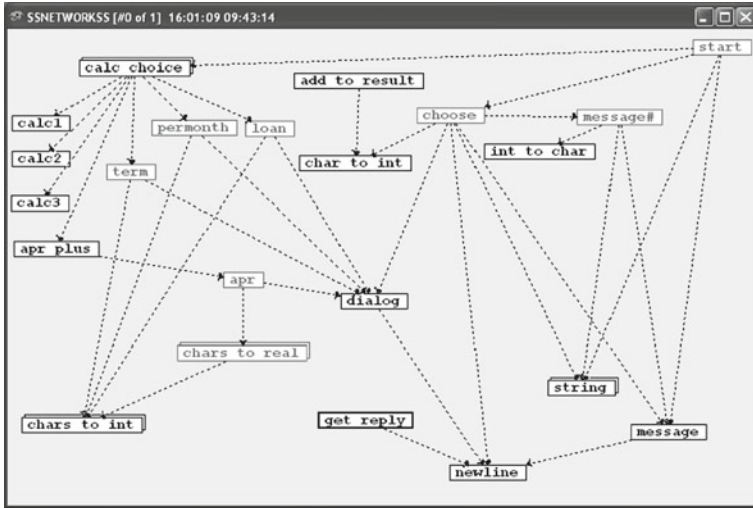 SSNETWORKSS [#0 of 1] 16:01:09 09:43:14
start
calc choice
add to result
choose
message#
calc1
permonth
loan
calc2
char to int
int to char
term
calc3
apr plus
apr
dialog
chars to real
string
chars to int
get reply
message
newline